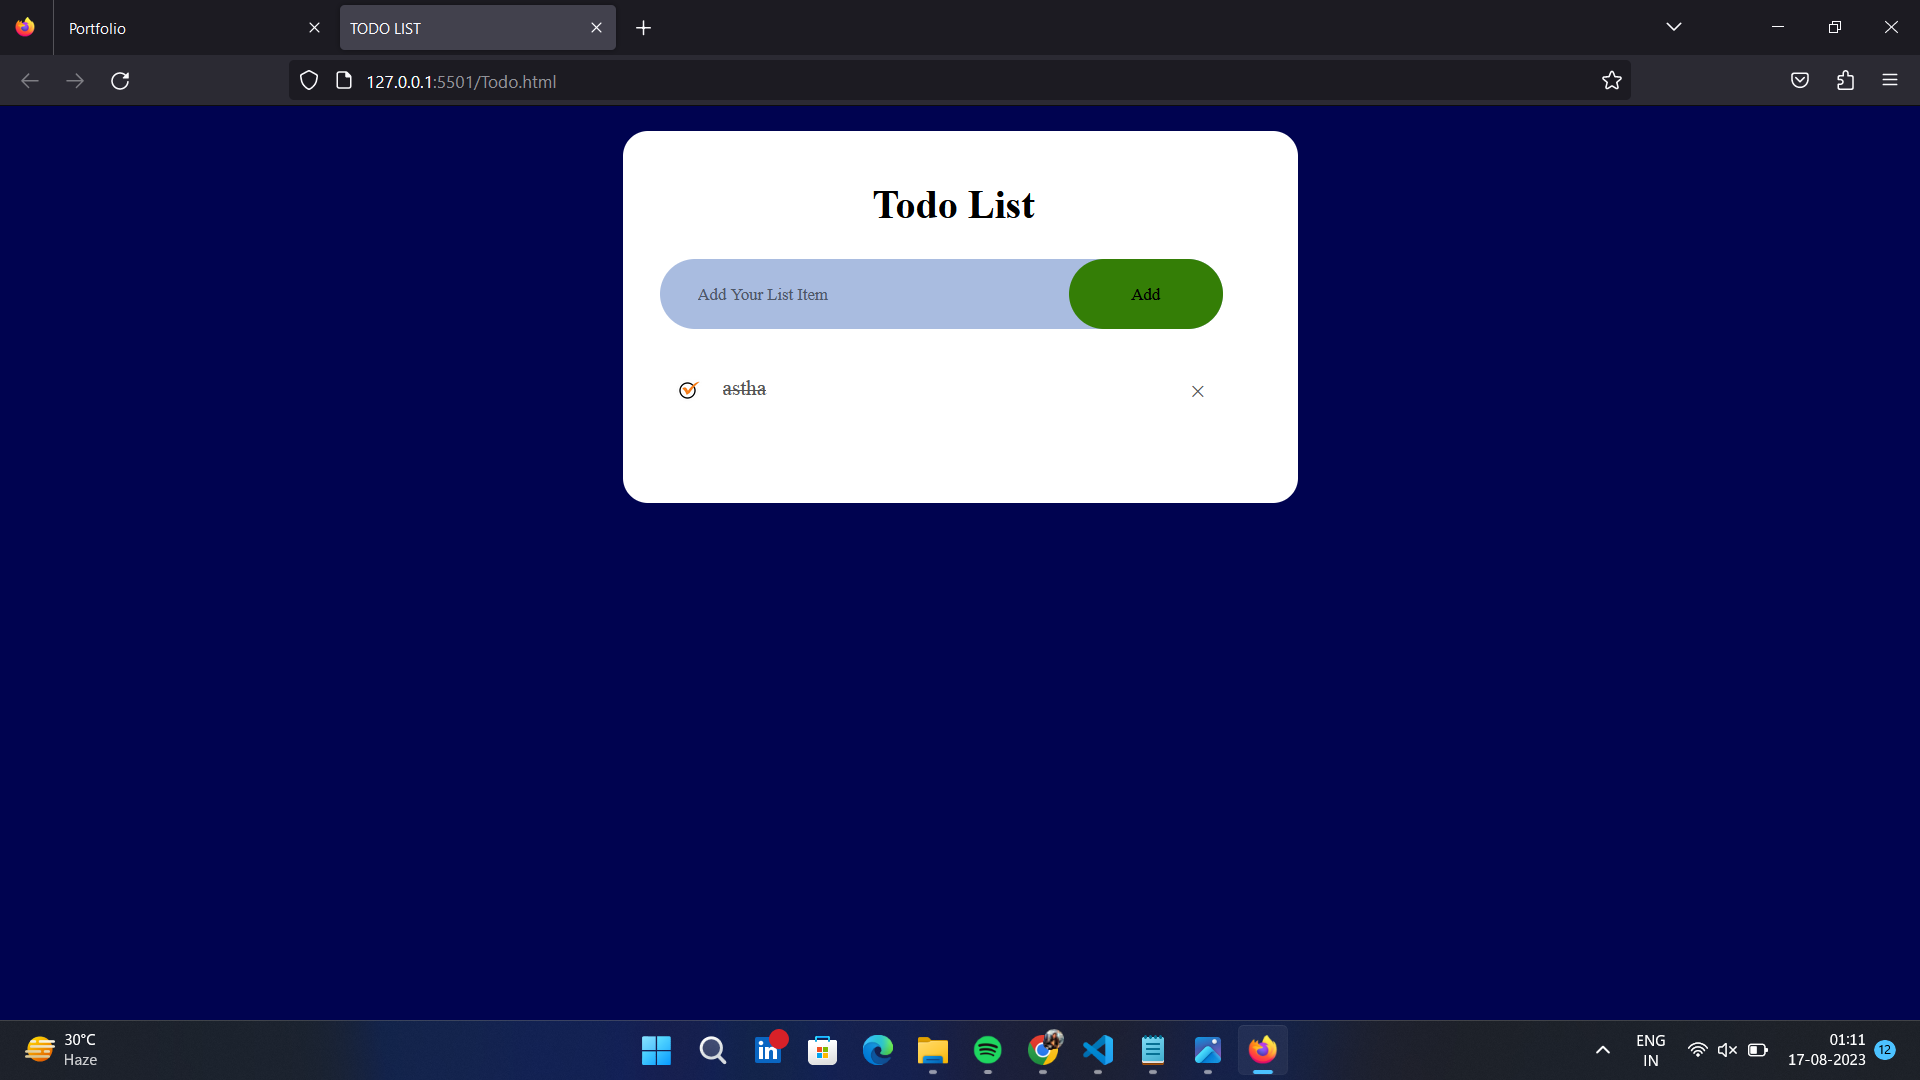 Portfolio
TODO LIST
127.0.0.1:5501/Todo.html
Todo List
Add Your List Item
Add
astha
30°C
Haze
in
ENG
IN
01:11
17-08-2023
12